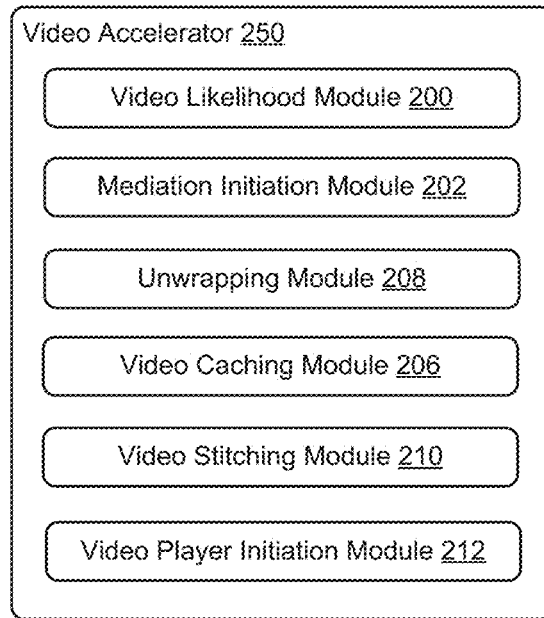 Video Accelerator 250
Video Likelihood Module 200
Mediation Initiation Module 202
Unwrapping Module 208
Video Caching Module 206
Video Stitching Module 210
Video Player Initiation Module 212